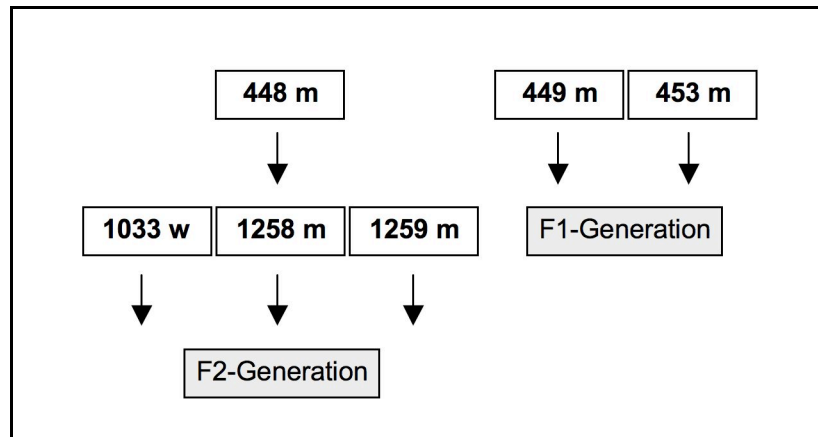 448 m
449 m 453 m
1033 w 1258 m 1259 m
F1-Generation
F2-Generation